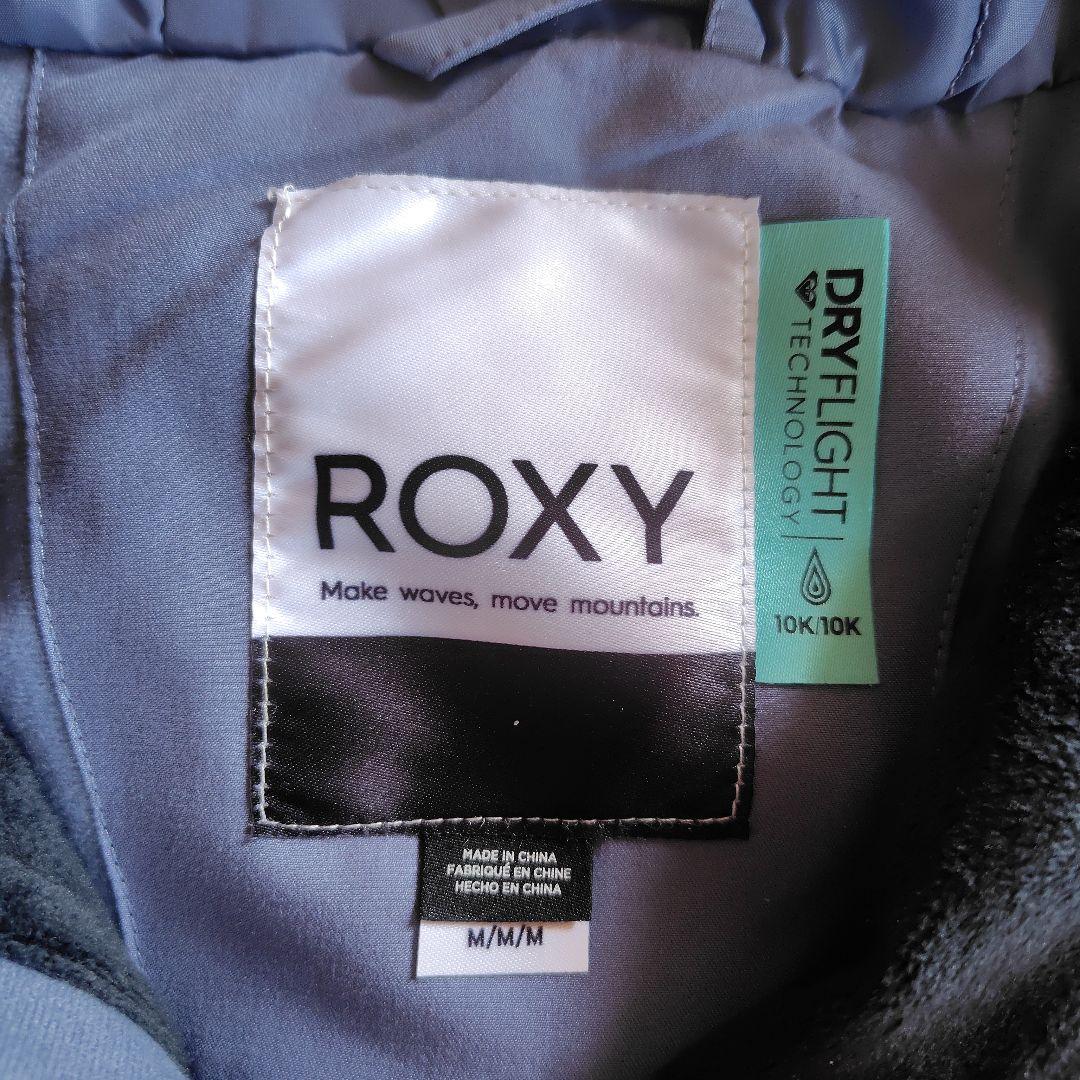 ROXY
Make waves, move mountains.
DRYFLIGHT
TECHNOLOGY
10K/10K
MADE IN CHINA
FABRIQUÉ EN CHINE
HECHO EN CHINA
M/M/M